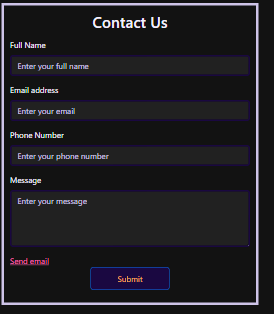 Contact Us
Full Name
Enter your full name
Email address
Enter your email
Phone Number
Enter your phone number
Message
Enter your message
Send email
Submit